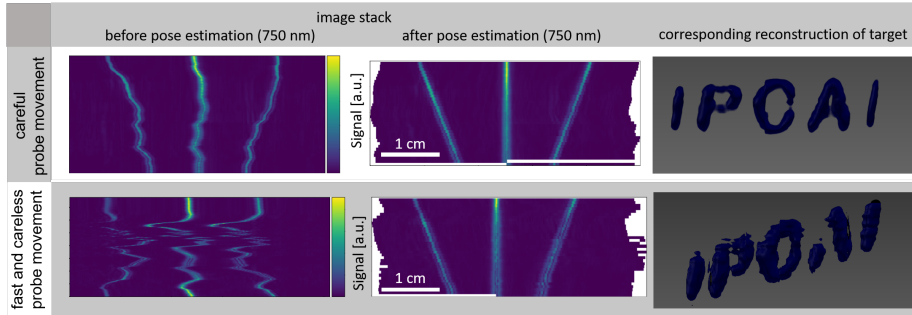 image stack
before pose estimation (750 nm)
after pose estimation (750 nm)
corresponding reconstruction of target
careful
probe movement
Signal [a.u.]
1 cm
IPCAI
fast and careless
probe movement
Signal [a.u.]
1 cm